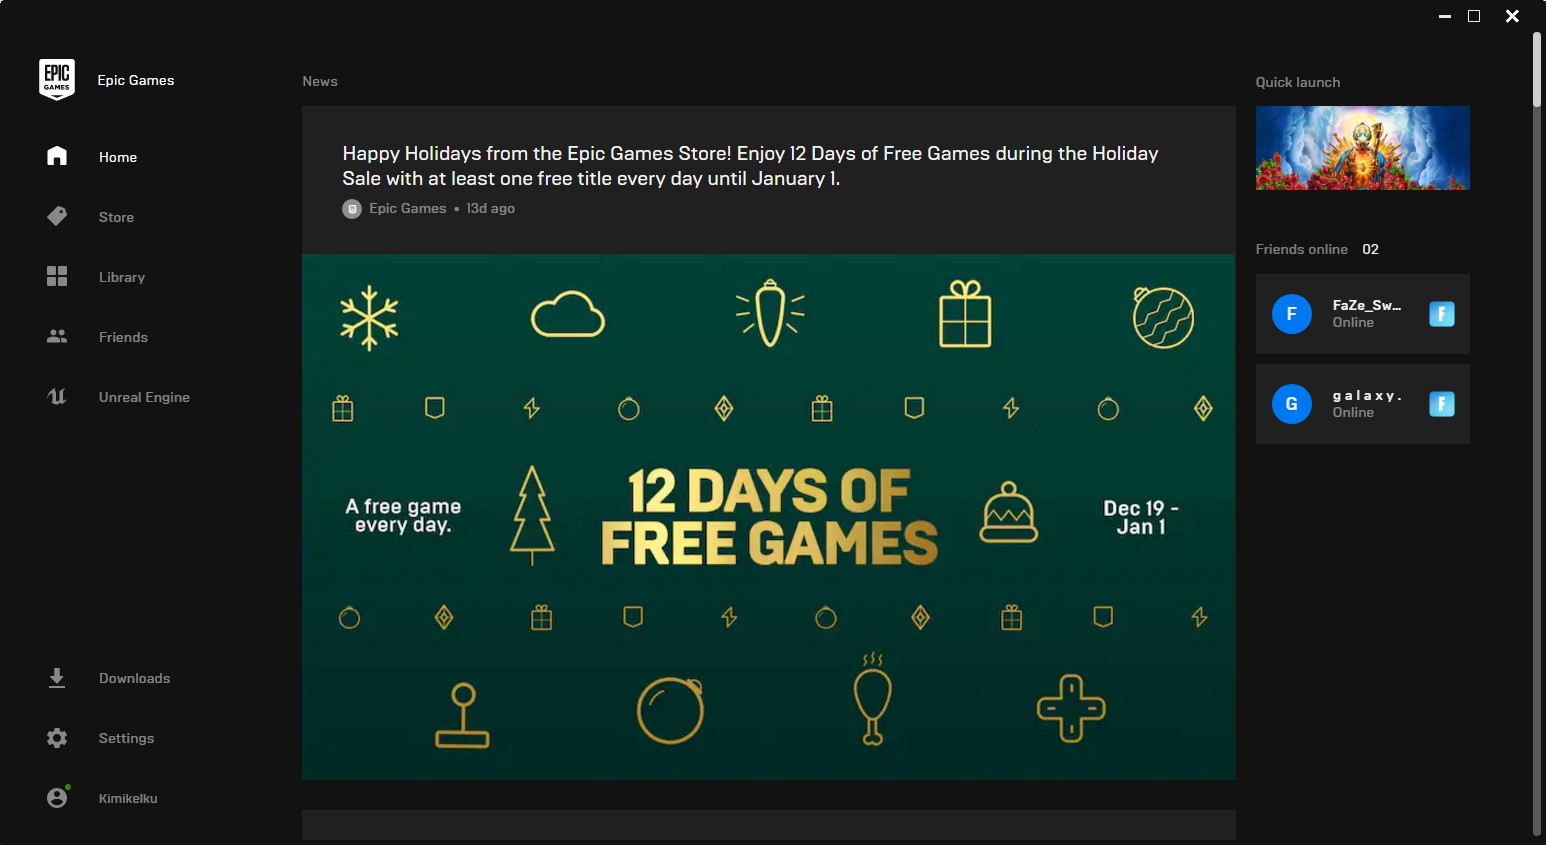 EPIC
GAMES
Epic Games
Home
Store
Library
Friends
Unreal Engine
Downloads
Settings
Kimikelku
News
Happy Holidays from the Epic Games Store! Enjoy 12 Days of Free Games during the Holiday
Sale with at least one free title every day until January 1.
Epic Games • 13d ago
A free game
every day.
12 DAYS OF
FREE GAMES
Dec 19 -
Jan 1
Quick launch
Friends online 02
F
FaZe_Sw...
Online
F
G
galaxy.
Online
F